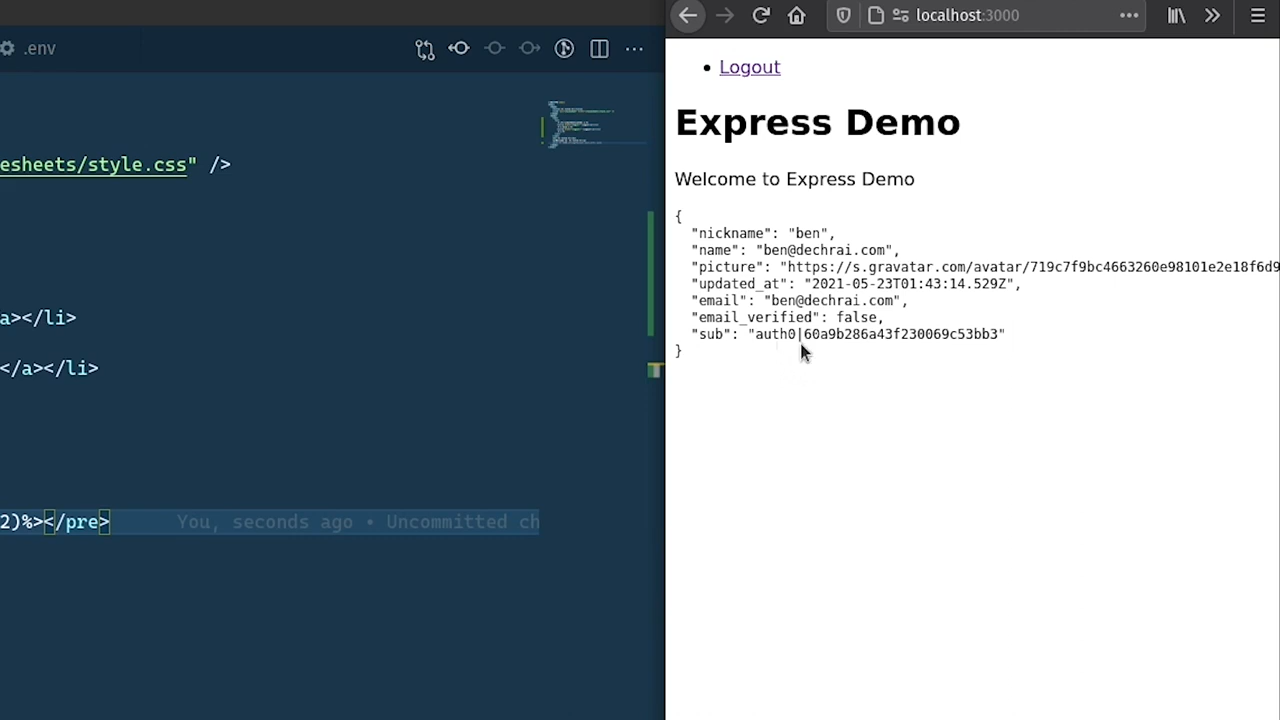 .env
esheets/style.css" />
a></li>
</a></li>
2)%></pre> You, seconds ago • Uncommitted ch
localhost:3000
Logout
Express Demo
Welcome to Express Demo
{
"nickname": "ben",
"name": "ben@dechrai.com",
"picture": "https://s.gravatar.com/avatar/719c7f9bc4663260e98101e2e18f6d9
"updated_at": "2021-05-23T01:43:14.529Z",
"email": "ben@dechrai.com",
"email_verified": false,
"sub": "auth0|60a9b286a43f230069c53bb3"
}